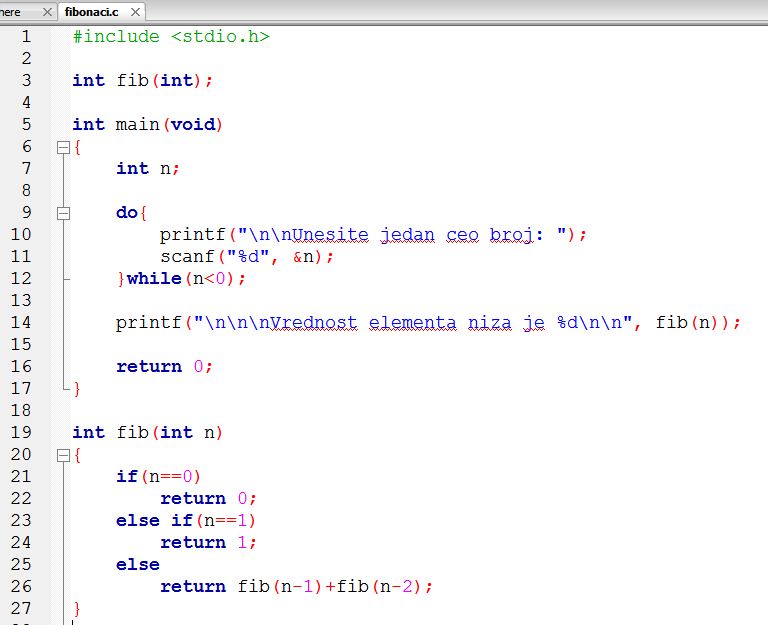 here fibonaci.c
1 #include <stdio.h>
2
3 int fib(int);
4
5 int main(void)
6 {
7 int n;
8
9 do{
10 printf("\n\nUnesite jedan ceo broj: ");
11 scanf("%d", &n);
12 }while(n<0);
13
14 printf("\n\n\nVrednost elementa niza je %d\n\n", fib(n));
15
16 return 0;
17 }
18
19 int fib(int n)
20 {
21 if(n==0)
22 return 0;
23 else if(n==1)
24 return 1;
25 else
26 return fib(n-1)+fib(n-2);
27 }